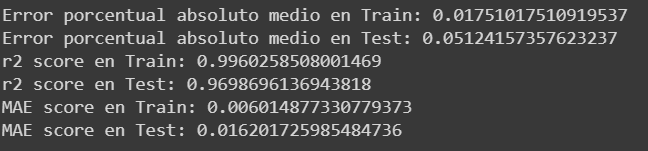 Error porcentual absoluto medio en Train: 0.01751017510919537
Error porcentual absoluto medio en Test: 0.05124157357623237
r2 score en Train: 0.9960258508001469
r2 score en Test: 0.9698696136943818
MAE score en Train: 0.006014877330779373
MAE score en Test: 0.016201725985484736